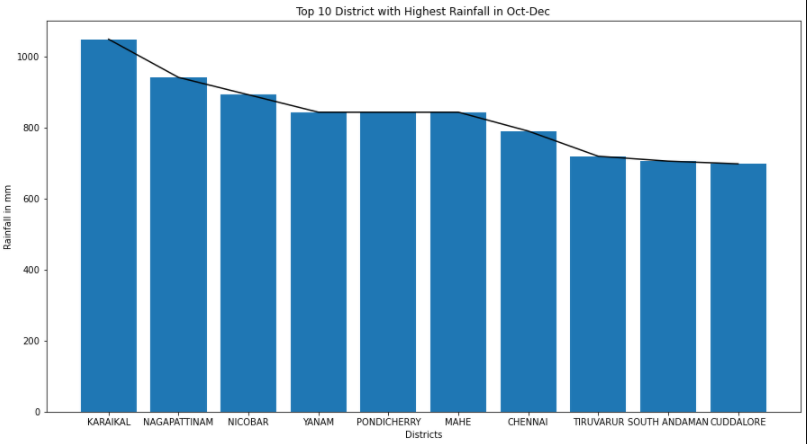 Top 10 District with Highest Rainfall in Oct-Dec
1000
800
600
400
200
0
Rainfall in mm
KARAIKAL NAGAPATTINAM NICOBAR YANAM PONDICHERRY MAHE CHENNAI TIRUVARUR SOUTH ANDAMAN CUDDALORE
Districts